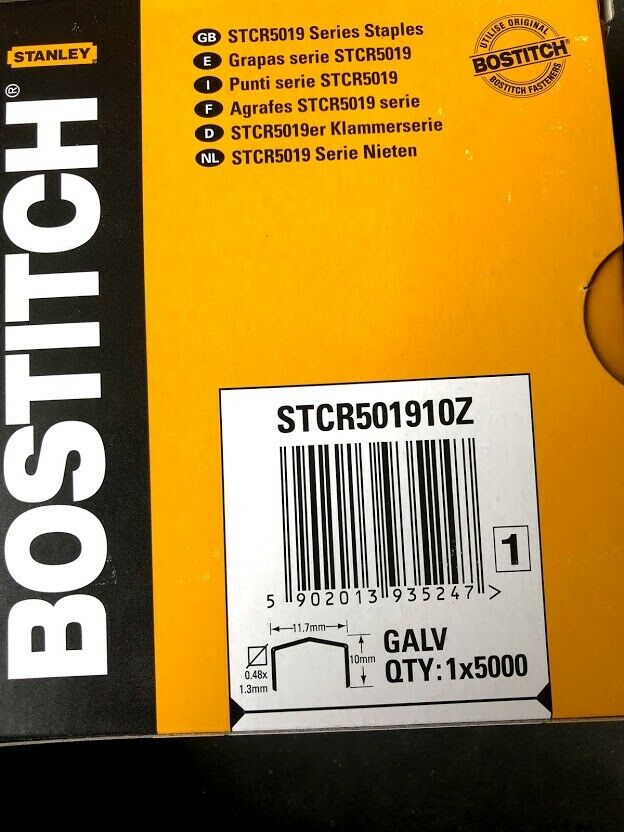 STANLEY
BOSTITCH®
GB STCR5019 Series Staples
E Grapas serie STCR5019
I Punti serie STCR5019
F Agrafes STCR5019 serie
D STCR5019er Klammerserie
NL STCR5019 Serie Nieten
UTILISE ORIGINAL
BOSTITCH®
BOSTITCH FASTENERS
STCR501910Z
5 902013 935247 >
1
11.7mm
10mm
0.48x
1.3mm
GALV
QTY: 1x5000